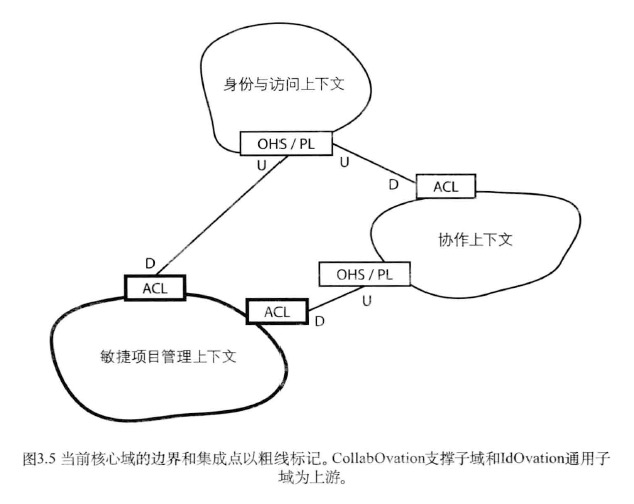 身份与访问上下文
OHS / PL
U
U
D
ACL
协作上下文
D
OHS / PL
U
ACL
ACL
D
敏捷项目管理上下文
图3.5 当前核心域的边界和集成点以粗线标记。CollabOvation支撑子域和IdOvation通用子
域为上游。